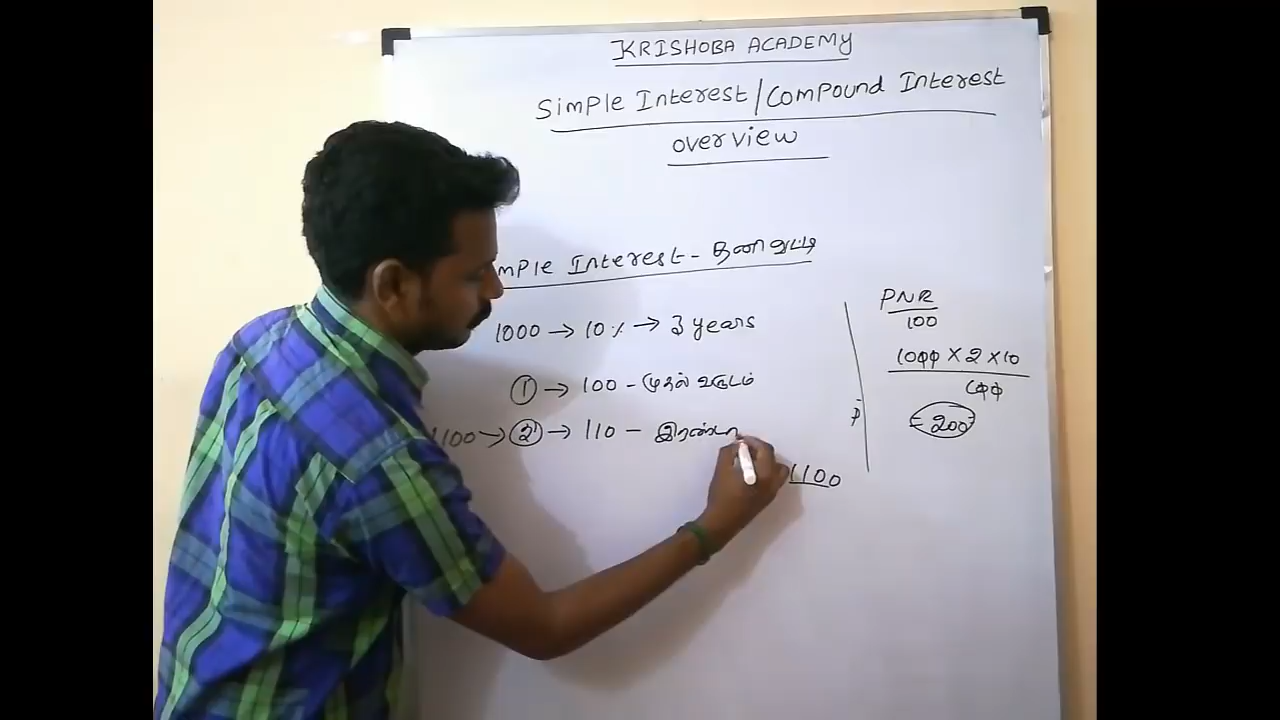 KRISHOBA ACADEMY
Simple Interest / Compound Interest
overview
mple Interest - தனிவட்டி
1000 → 10% → 3 years
① → 100 - முதல் வருடம்
1100 → ② → 110 - இரண்டா
1100
PNR
100
1000 X 2 X 10
100
= 200